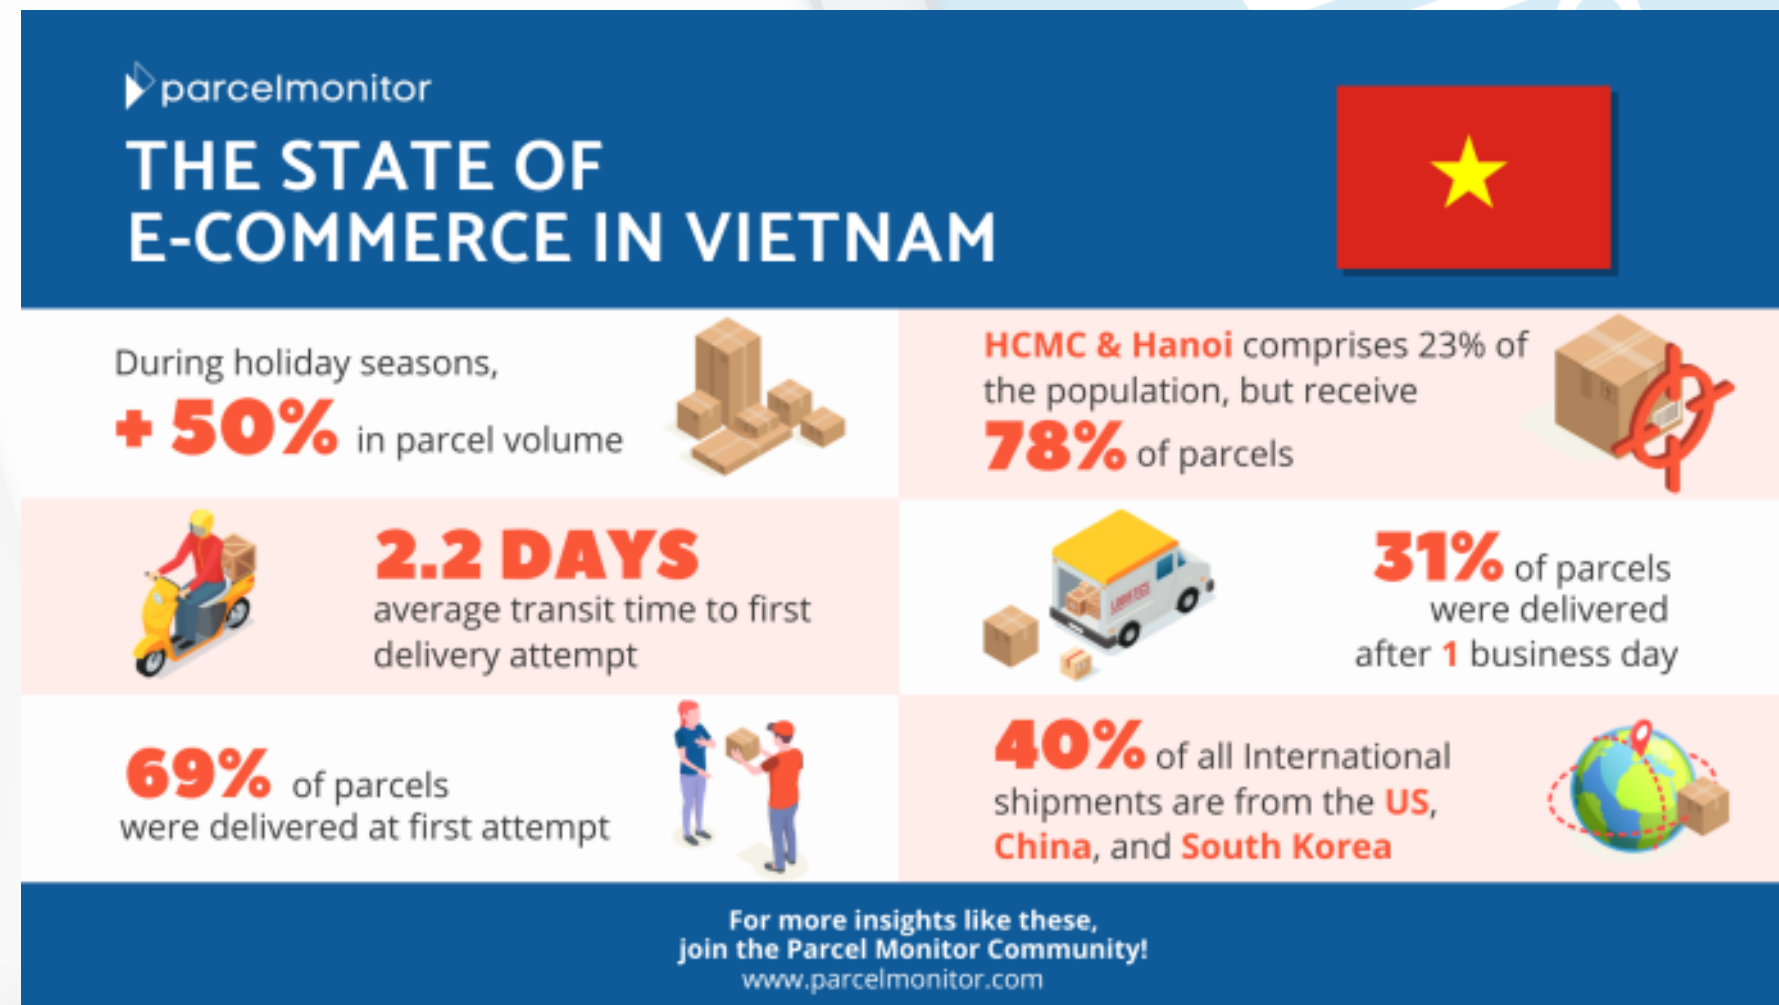 parcelmonitor
THE STATE OF
E-COMMERCE IN VIETNAM
During holiday seasons,
+ 50% in parcel volume
HCMC & Hanoi comprises 23% of
the population, but receive
78% of parcels
2.2 DAYS
average transit time to first
delivery attempt
31% of parcels
were delivered
after 1 business day
69% of parcels
were delivered at first attempt
40% of all International
shipments are from the US,
China, and South Korea
LOGISTICS
For more insights like these,
join the Parcel Monitor Community!
www.parcelmonitor.com